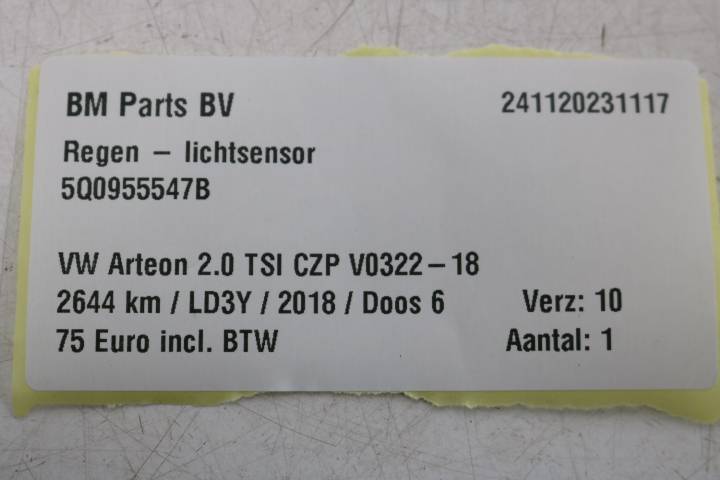 BM Parts BV 241120231117
Regen – lichtsensor
5Q0955547B
VW Arteon 2.0 TSI CZP V0322–18
2644 km / LD3Y / 2018 / Doos 6 Verz: 10
75 Euro incl. BTW Aantal: 1